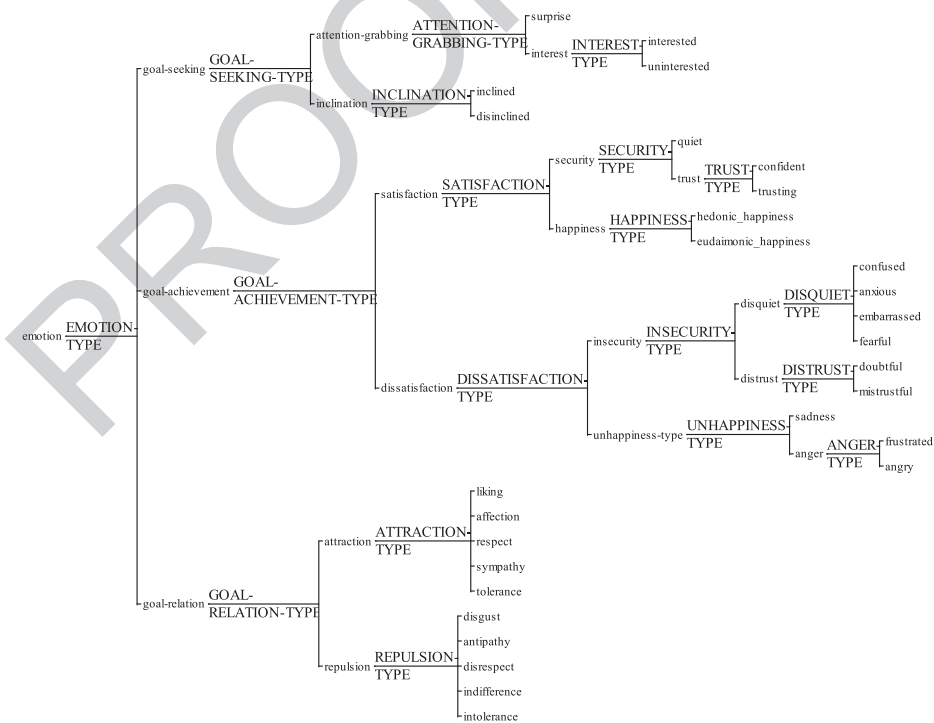 PROOF
surprise
ATTENTION-
attention-grabbing
GRABBING-TYPE
interested
INTEREST-
interest
TYPE
uninterested
GOAL-
goal-seeking
SEEKING-TYPE
inclined
INCLINATION-
inclination
TYPE
disinclined
quiet
SECURITY-
security
TYPE
confident
TRUST-
trust
TYPE
trusting
SATISFACTION-
satisfaction
TYPE
hedonic_happiness
HAPPINESS-
happiness
TYPE
eudaimonic_happiness
GOAL-
goal-achievement
ACHIEVEMENT-TYPE
EMOTION-
emotion
TYPE
confused
anxious
DISQUIET-
disquiet
TYPE
embarrassed
fearful
INSECURITY-
insecurity
TYPE
doubtful
DISTRUST-
distrust
TYPE
mistrustful
DISSATISFACTION-
dissatisfaction
TYPE
sadness
UNHAPPINESS-
unhappiness-type
TYPE
frustrated
ANGER-
anger
TYPE
angry
liking
affection
ATTRACTION-
attraction
TYPE
respect
sympathy
tolerance
GOAL-
goal-relation
RELATION-TYPE
disgust
antipathy
REPULSION-
repulsion
TYPE
disrespect
indifference
intolerance